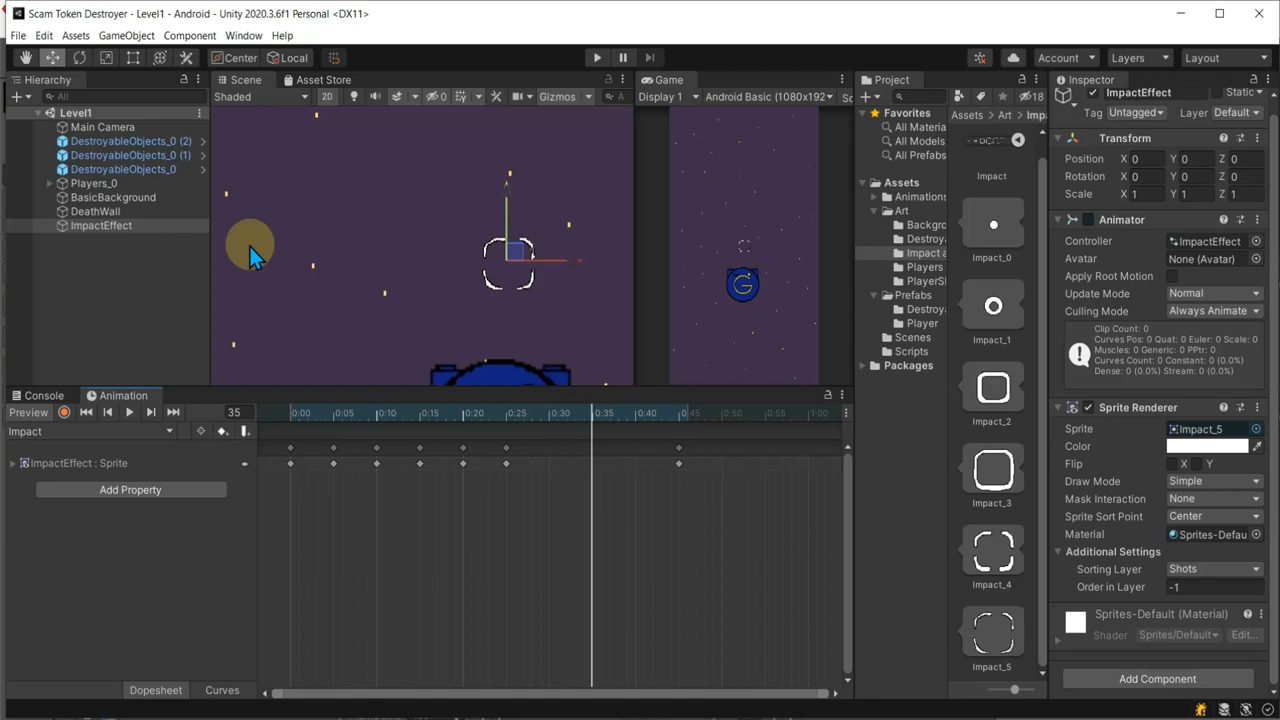 Scam Token Destroyer - Level1 - Android - Unity 2020.3.6f1 Personal <DX11>
File Edit Assets GameObject Component Window Help
Center Local Account Layers Layout
Hierarchy Scene Asset Store Game Project Inspector
All Shaded 2D 0 Gizmos A Display 1 Android Basic (1080x192 Sc 18 ImpactEffect Static
Level1
Main Camera
DestroyableObjects_0 (2)
DestroyableObjects_0 (1)
DestroyableObjects_0
Players_0
BasicBackground
DeathWall
ImpactEffect
Favorites
All Materia
All Models
All Prefabs
Assets
Animations
Art
Backgro
Destroy
Impact a
Players
PlayerS
Prefabs
Destroy
Player
Scenes
Scripts
Packages
Assets Art Imp
Impact
Impact_0
Impact_1
Impact_2
Impact_3
Impact_4
Impact_5
Tag Untagged Layer Default
Transform
Position X 0 Y 0 Z 0
Rotation X 0 Y 0 Z 0
Scale X 1 Y 1 Z 1
Animator
Controller ImpactEffect
Avatar None (Avatar)
Apply Root Motion
Update Mode Normal
Culling Mode Always Animate
Clip Count: 0
Curves Pos: 0 Quat: 0 Euler: 0 Scale: 0
Muscles: 0 Generic: 0 PPtr: 0
Curves Count: 0 Constant: 0 (0.0%)
Dense: 0 (0.0%) Stream: 0 (0.0%)
Sprite Renderer
Sprite Impact_5
Color
Flip X Y
Draw Mode Simple
Mask Interaction None
Sprite Sort Point Center
Material Sprites-Defau
Additional Settings
Sorting Layer Shots
Order in Layer -1
Sprites-Default (Material)
Shader Sprites/Default Edit...
Add Component
Console Animation
Preview 35 0:00 0:05 0:10 0:15 0:20 0:25 0:30 0:35 0:40 0:45 0:50 0:55 1:00
Impact
ImpactEffect : Sprite
Add Property
Dopesheet Curves